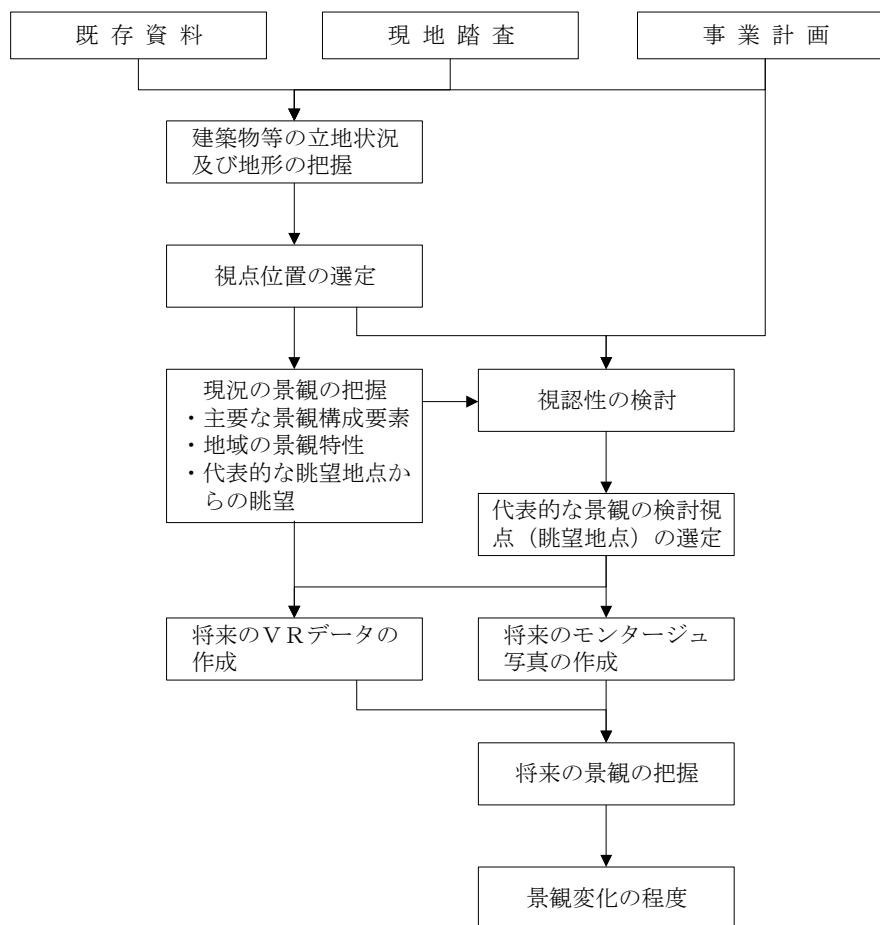 既 存 資 料
現 地 踏 査
事 業 計 画
建築物等の立地状況
及び地形の把握
視点位置の選定
現況の景観の把握
・主要な景観構成要素
・地域の景観特性
・代表的な眺望地点か
らの眺望
視認性の検討
代表的な景観の検討視
点（眺望地点）の選定
将来のＶＲデータの
作成
将来のモンタージュ
写真の作成
将来の景観の把握
景観変化の程度